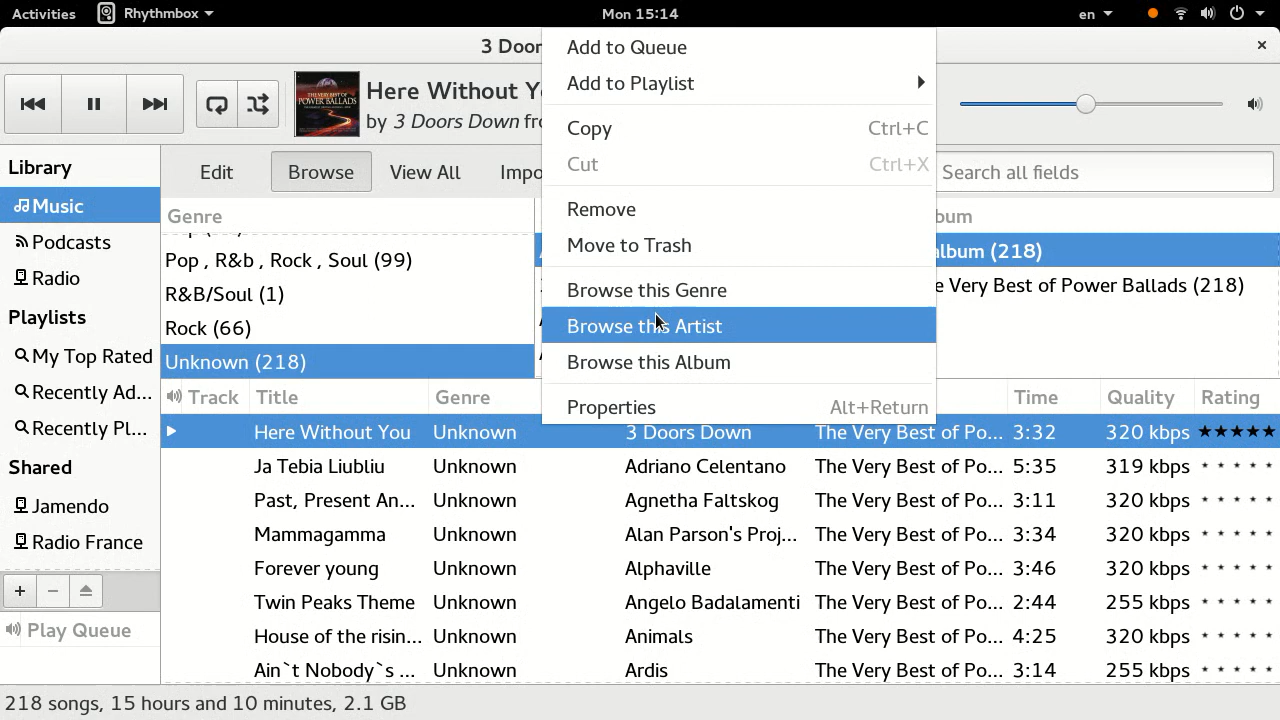 Activities Rhythmbox Mon 15:14 en
3 Door
Here Without Y
by 3 Doors Down fr
THE VERY BEST OF
POWER BALLADS
Add to Queue
Add to Playlist
Copy Ctrl+C
Cut Ctrl+X
Remove
Move to Trash
Browse this Genre
Browse this Artist
Browse this Album
Properties Alt+Return
Library
Music
Podcasts
Radio
Playlists
My Top Rated
Recently Ad...
Recently Pl...
Shared
Jamendo
Radio France
Play Queue
Edit Browse View All Impo Search all fields
Genre
Pop , R&b , Rock , Soul (99)
R&B/Soul (1)
Rock (66)
Unknown (218)
bum
album (218)
e Very Best of Power Ballads (218)
Track Title Genre Time Quality Rating
Here Without You Unknown 3 Doors Down The Very Best of Po... 3:32 320 kbps ★★★★★
Ja Tebia Liubliu Unknown Adriano Celentano The Very Best of Po... 5:35 319 kbps
Past, Present An... Unknown Agnetha Faltskog The Very Best of Po... 3:11 320 kbps
Mammagamma Unknown Alan Parson's Proj... The Very Best of Po... 3:34 320 kbps
Forever young Unknown Alphaville The Very Best of Po... 3:46 320 kbps
Twin Peaks Theme Unknown Angelo Badalamenti The Very Best of Po... 2:44 255 kbps
House of the risin... Unknown Animals The Very Best of Po... 4:25 320 kbps
Ain`t Nobody`s ... Unknown Ardis The Very Best of Po... 3:14 255 kbps
218 songs, 15 hours and 10 minutes, 2.1 GB